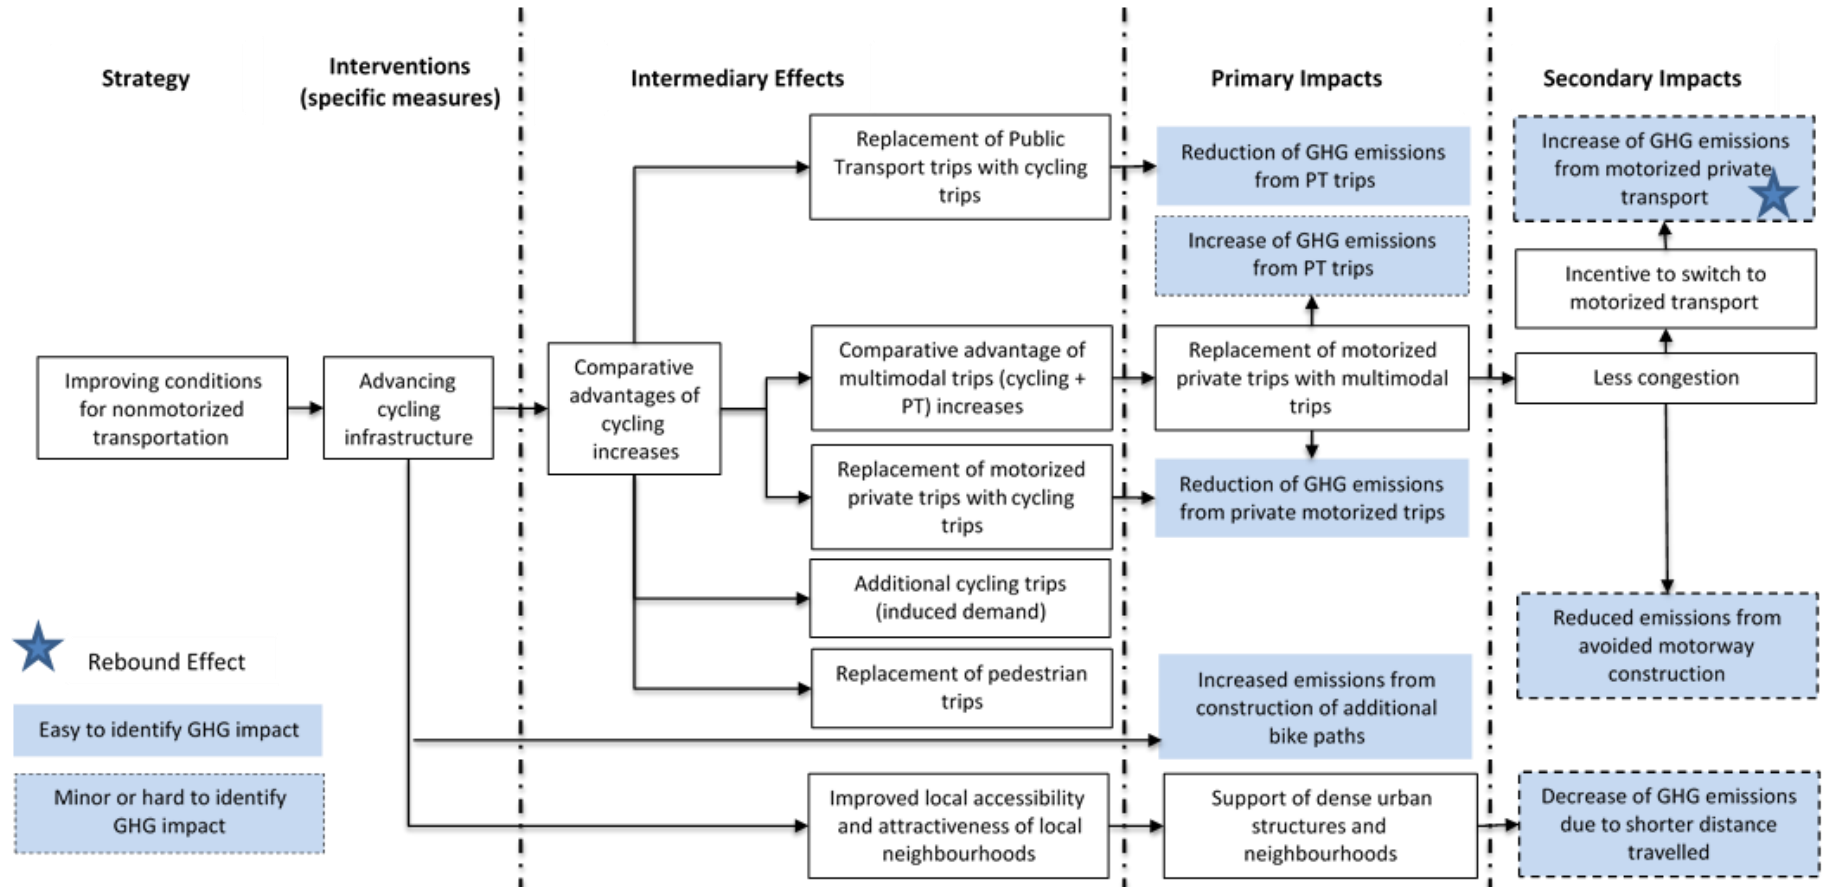 Strategy
Interventions
(specific measures)
Intermediary Effects
Primary Impacts
Secondary Impacts
Improving conditions
for nonmotorized
transportation
Advancing
cycling
infrastructure
Comparative
advantages of
cycling
increases
Replacement of Public
Transport trips with cycling
trips
Comparative advantage of
multimodal trips (cycling +
PT) increases
Replacement of motorized
private trips with cycling
trips
Additional cycling trips
(induced demand)
Replacement of pedestrian
trips
Improved local accessibility
and attractiveness of local
neighbourhoods
Reduction of GHG emissions
from PT trips
Increase of GHG emissions
from PT trips
Replacement of motorized
private trips with multimodal
trips
Reduction of GHG emissions
from private motorized trips
Increased emissions from
construction of additional
bike paths
Support of dense urban
structures and
neighbourhoods
Increase of GHG emissions
from motorized private
transport
Incentive to switch to
motorized transport
Less congestion
Reduced emissions from
avoided motorway
construction
Decrease of GHG emissions
due to shorter distance
travelled
Rebound Effect
Easy to identify GHG impact
Minor or hard to identify
GHG impact